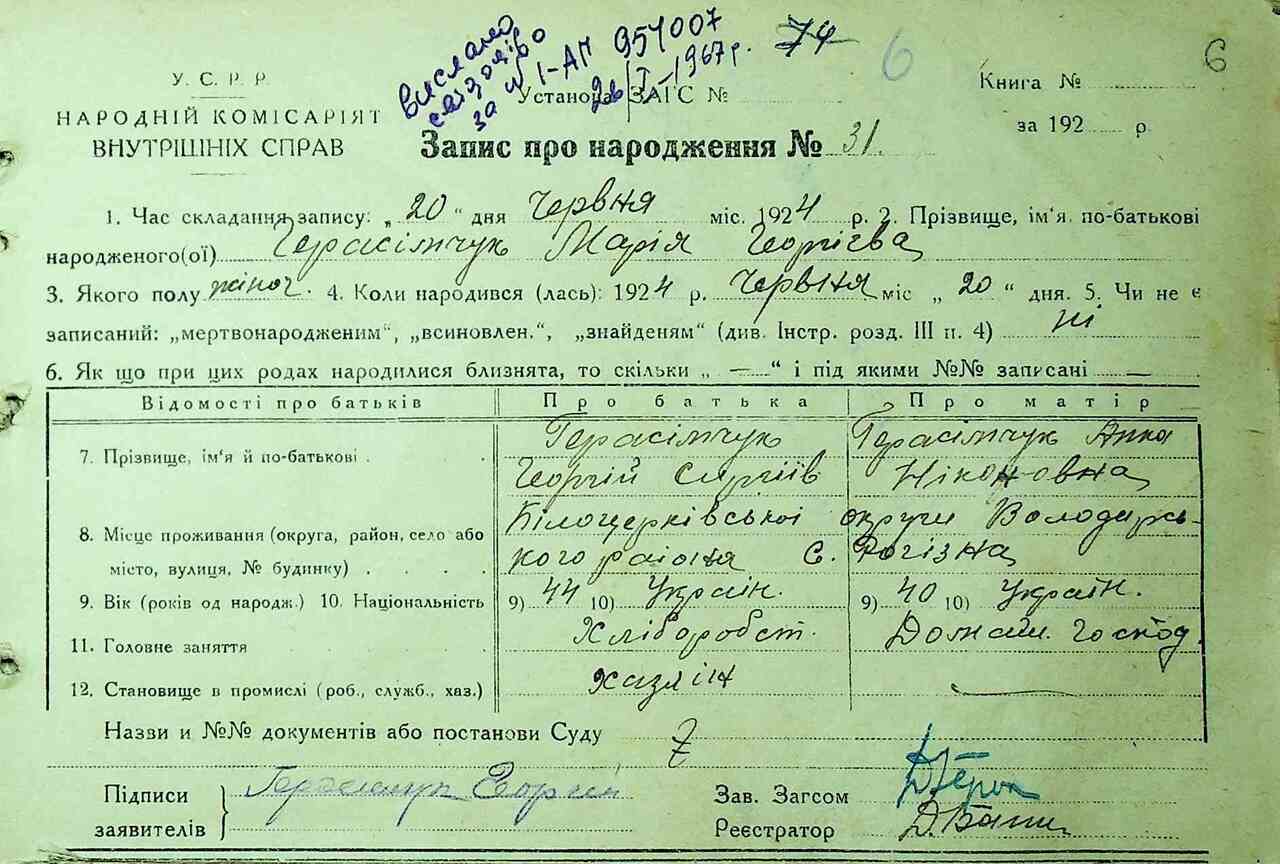 вислано
свідоцтво
за № І-АП 957007
26/I-1967 р.
74 6 6
У. С. Р. Р.
НАРОДНІЙ КОМІСАРІЯТ
ВНУТРІШНІХ СПРАВ
Установа ЗАГС №
Книга №
за 192 р.
Запис про народження № 31.
1. Час складання запису: „20“ дня Червня міс. 1924 р. 2. Прізвище, ім'я. по-батькові
народженого(ої) Герасімчук Марія Георгієва
3. Якого полу жіноч. 4. Коли народився (лась): 1924 р. Червня міс „20“ дня. 5. Чи не є
записаний: „мертвонародженим“, „всиновлен.“, „знайденям“ (див. Інстр. розд. III п. 4) ні
6. Як що при цих родах народилися близнята, то скільки „ — “ і під якими №№ записані —
Відомості про батьків Про батька Про матір
7. Прізвище, ім'я й по-батькові Герасімчук Георгій Сиргіїв Герасімчук Анна Ніконовна
8. Місце проживання (округа, район, село або Білоцерківської округи Володарсь-
місто, вулиця, № будинку) кого району С. Рогізна
9. Вік (років од народж.) 10. Національність 9) 44 10) Україн. 9) 40 10) Україн.
11. Головне заняття Хліборобст. Домаш. Господ.
12. Становище в промислі (роб., служб., хаз.) хазяін —
Назви и №№ документів або постанови Суду
Підписи
заявителів
Герасимчук Георгій
Зав. Загсом
Реєстратор